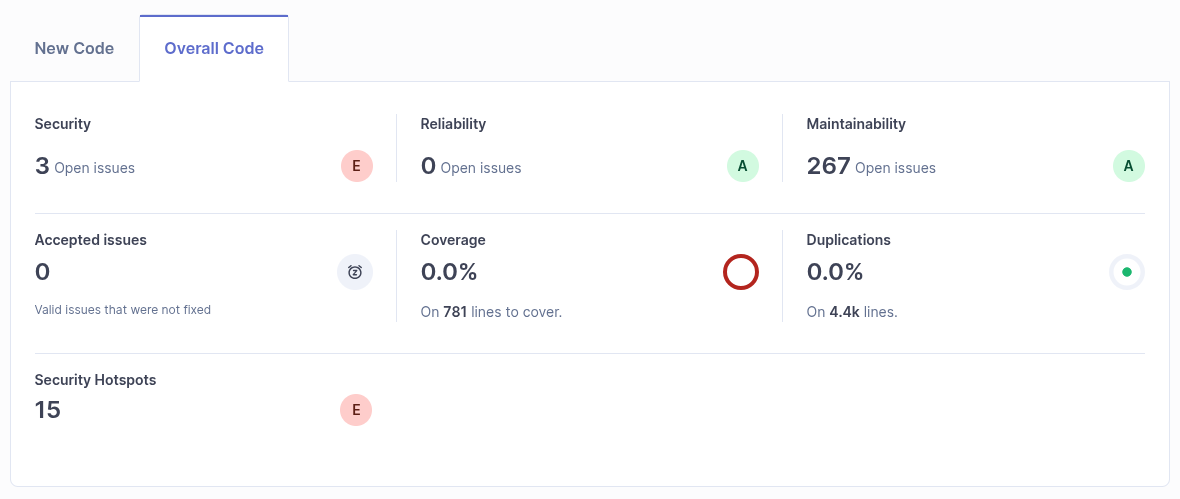 New Code
Overall Code
Security
3 Open issues
E
Reliability
0 Open issues
A
Maintainability
267 Open issues
A
Accepted issues
0
Valid issues that were not fixed
Coverage
0.0%
On 781 lines to cover.
Duplications
0.0%
On 4.4k lines.
Security Hotspots
15
E